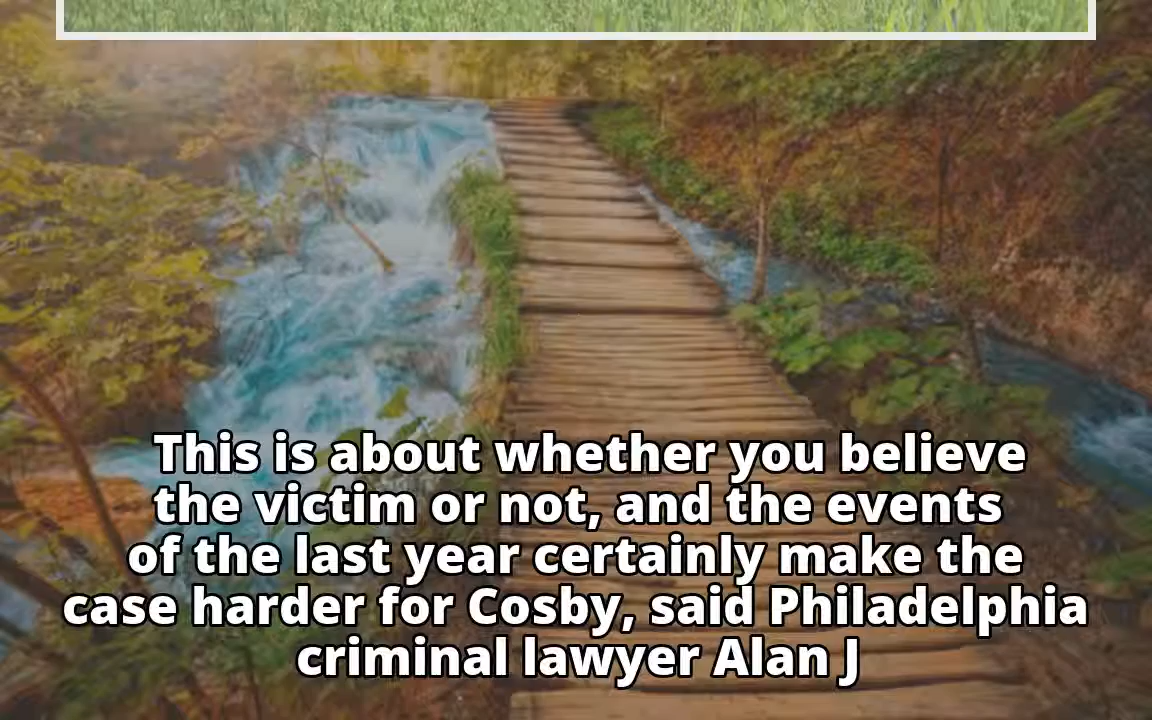 This is about whether you believe
the victim or not, and the events
of the last year certainly make the
case harder for Cosby, said Philadelphia
criminal lawyer Alan J